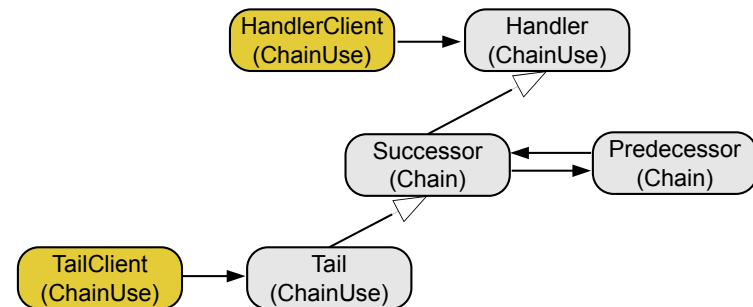 HandlerClient
(ChainUse)
Handler
(ChainUse)
Successor
(Chain)
Predecessor
(Chain)
TailClient
(ChainUse)
Tail
(ChainUse)